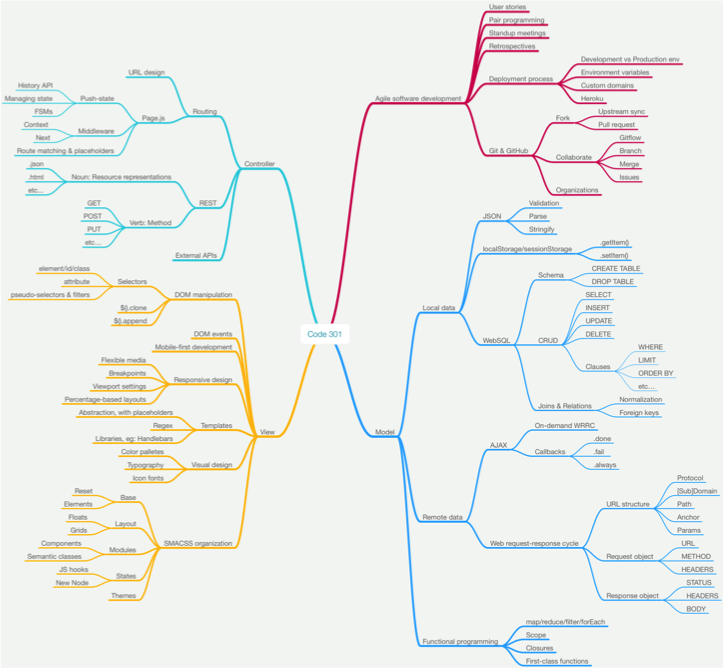 Code 301
Agile software development
User stories
Pair programming
Standup meetings
Retrospectives
Deployment process
Development vs Production env
Environment variables
Custom domains
Heroku
Git & GitHub
Fork
Upstream sync
Pull request
Collaborate
Gitflow
Branch
Merge
Issues
Organizations
Model
Local data
JSON
Validation
Parse
Stringify
localStorage/sessionStorage
.getItem()
.setItem()
WebSQL
Schema
CREATE TABLE
DROP TABLE
CRUD
SELECT
INSERT
UPDATE
DELETE
Clauses
WHERE
LIMIT
ORDER BY
etc...
Joins & Relations
Normalization
Foreign keys
Remote data
AJAX
On-demand WRRC
Callbacks
.done
.fail
.always
Web request-response cycle
URL structure
Protocol
[Sub]Domain
Path
Anchor
Params
Request object
URL
METHOD
HEADERS
Response object
STATUS
HEADERS
BODY
Functional programming
map/reduce/filter/forEach
Scope
Closures
First-class functions
Controller
Routing
URL design
Page.js
Push-state
History API
Managing state
FSMs
Middleware
Context
Next
Route matching & placeholders
REST
Noun: Resource representations
.json
.html
etc...
Verb: Method
GET
POST
PUT
etc...
External APIs
View
DOM manipulation
Selectors
element/id/class
attribute
pseudo-selectors & filters
$().clone
$().append
DOM events
Mobile-first development
Responsive design
Flexible media
Breakpoints
Viewport settings
Percentage-based layouts
Templates
Abstraction, with placeholders
Regex
Libraries, eg: Handlebars
Visual design
Color palletes
Typography
Icon fonts
SMACSS organization
Base
Reset
Elements
Layout
Floats
Grids
Modules
Components
Semantic classes
States
JS hooks
New Node
Themes